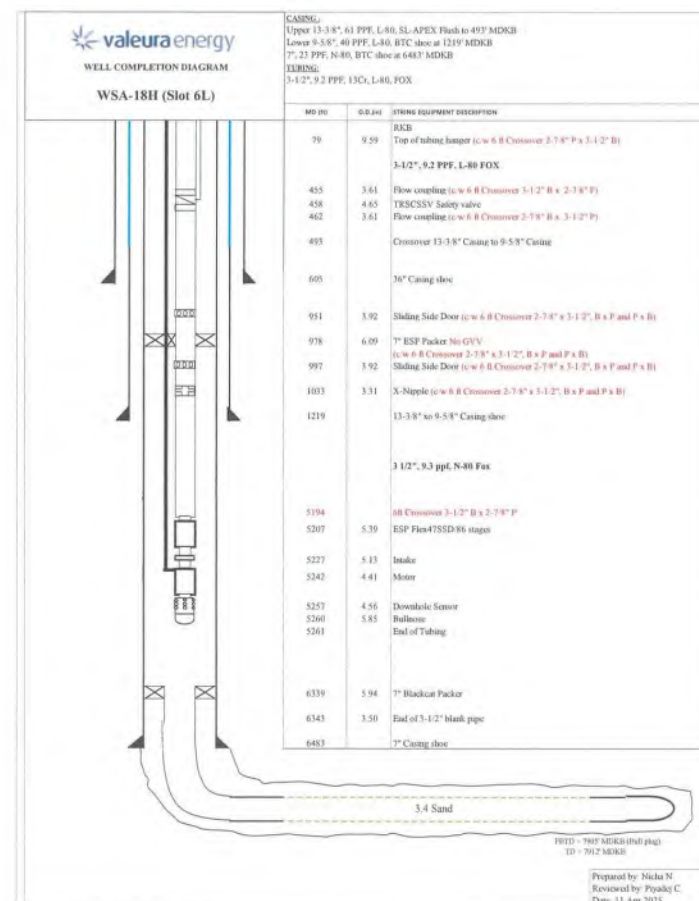 valeura energy
WELL COMPLETION DIAGRAM
WSA-18H (Slot 6L)
CASING:
Upper 13-3/8", 61 PPF, L-80, SL-APEX Flush to 493' MDKB
Lower 9-5/8", 40 PPF, L-80, BTC shoe at 1219' MDKB
7", 23 PPF, N-80, BTC shoe at 6483' MDKB
TUBING:
3-1/2", 9.2 PPF, 13Cr, L-80, FOX
MD (ft) O.D.(in) STRING EQUIPMENT DESCRIPTION
RKB
79 9.59 Top of tubing hanger (c/w 6 ft Crossover 2-7/8" P x 3-1/2" B)
3-1/2", 9.2 PPF, L-80 FOX
455 3.61 Flow coupling (c/w 6 ft Crossover 3-1/2" B x 2-7/8" P)
458 4.65 TRSCSSV Safety valve
462 3.61 Flow coupling (c/w 6 ft Crossover 2-7/8" B x 3-1/2" P)
493 Crossover 13-3/8" Casing to 9-5/8" Casing
605 36" Casing shoe
951 3.92 Sliding Side Door (c/w 6 ft Crossover 2-7/8" x 3-1/2", B x P and P x B)
978 6.09 7" ESP Packer No GVV
(c/w 6 ft Crossover 2-7/8" x 3-1/2", B x P and P x B)
997 3.92 Sliding Side Door (c/w 6 ft Crossover 2-7/8" x 3-1/2", B x P and P x B)
1033 3.31 X-Nipple (c/w 6 ft Crossover 2-7/8" x 3-1/2", B x P and P x B)
1219 13-3/8" xo 9-5/8" Casing shoe
3 1/2", 9.3 ppf, N-80 Fox
5194 6ft Crossover 3-1/2" B x 2-7/8" P
5207 5.39 ESP Flex47SSD/86 stages
5227 5.13 Intake
5242 4.41 Motor
5257 4.56 Downhole Sensor
5260 5.85 Bullnose
5261 End of Tubing
6339 5.94 7" Blackcat Packer
6343 3.50 End of 3-1/2" blank pipe
6483 7" Casing shoe
3.4 Sand
PBTD = 7905' MDKB (Bull plug)
TD = 7912' MDKB
Prepared by: Nicha N
Reviewed by: Piyadej C.
Date: 11 Apr 2025